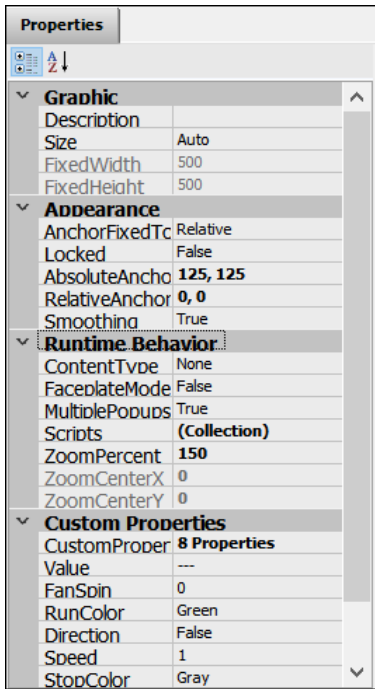 Properties
Graphic
Description
Size Auto
FixedWidth 500
FixedHeight 500
Appearance
AnchorFixedTo Relative
Locked False
AbsoluteAncho 125, 125
RelativeAnchor 0, 0
Smoothing True
Runtime Behavior
ContentType None
FaceplateMode False
MultiplePopups True
Scripts (Collection)
ZoomPercent 150
ZoomCenterX 0
ZoomCenterY 0
Custom Properties
CustomProper 8 Properties
Value ---
FanSpin 0
RunColor Green
Direction False
Speed 1
StopColor Gray